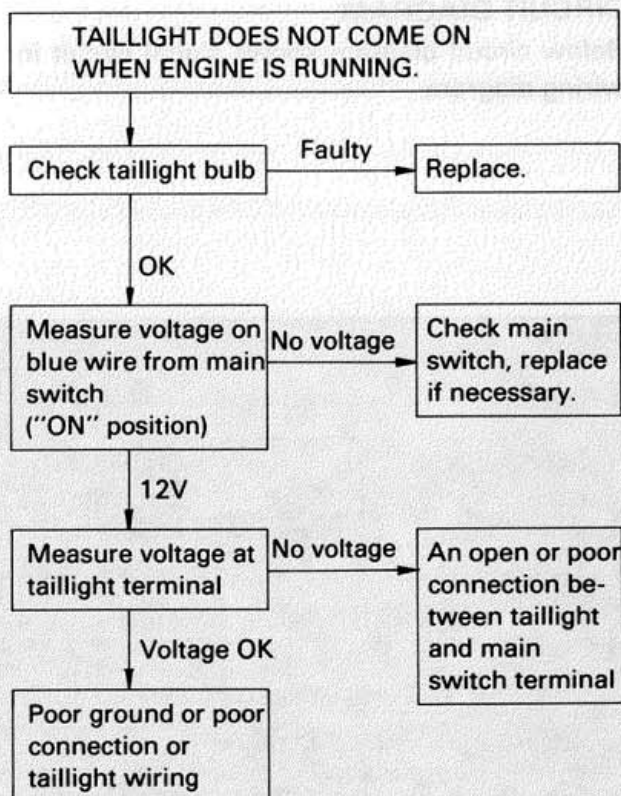 TAILLIGHT DOES NOT COME ON
WHEN ENGINE IS RUNNING.
Check taillight bulb
Faulty
Replace.
OK
Measure voltage on
blue wire from main
switch
("ON" position)
No voltage
Check main
switch, replace
if necessary.
12V
Measure voltage at
taillight terminal
No voltage
An open or poor
connection be-
tween taillight
and main
switch terminal
Voltage OK
Poor ground or poor
connection or
taillight wiring